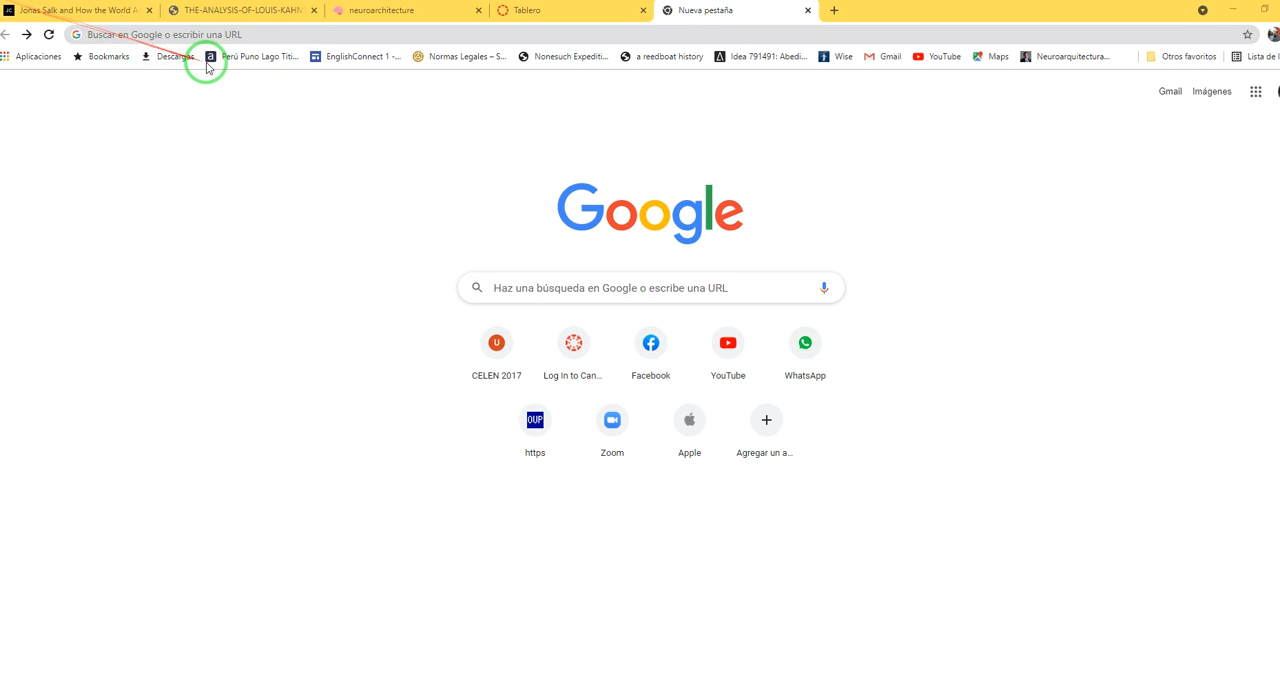 Jonas Salk and How the World A
THE-ANALYSIS-OF-LOUIS-KAHN
neuroarchitecture
Tablero
Nueva pestaña
Buscar en Google o escribir una URL
Aplicaciones
Bookmarks
Descargas
Perú Puno Lago Titi...
EnglishConnect 1 -...
Normas Legales – S...
Nonesuch Expediti...
a reedboat history
Idea 791491: Abedi...
Wise
Gmail
YouTube
Maps
Neuroarquitectura...
Otros favoritos
Lista de l
Gmail
Imágenes
Google
Haz una búsqueda en Google o escribe una URL
U
CELEN 2017
Log In to Can...
Facebook
YouTube
WhatsApp
OUP
https
Zoom
Apple
Agregar un a...